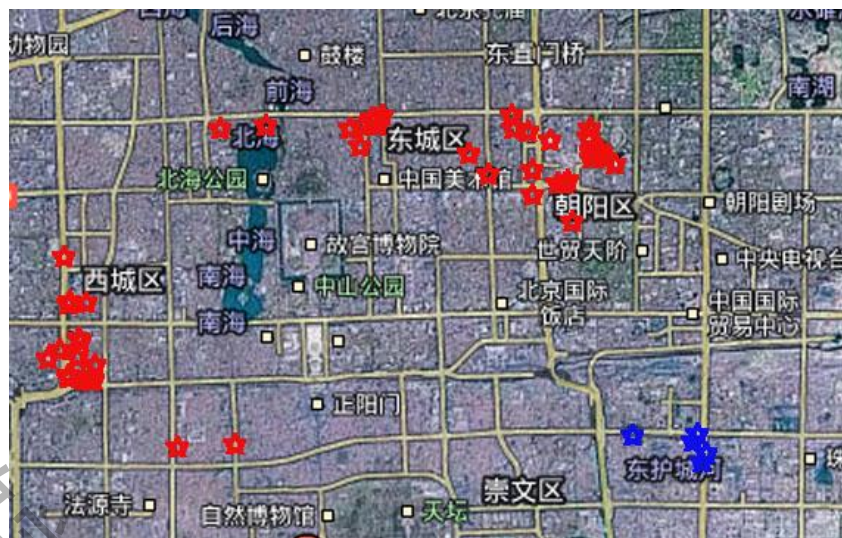 后海
动物园
鼓楼
东直门桥
南湖
前海
北海
东城区
北海公园
中国美术馆
朝阳区
朝阳剧场
中海
故宫博物院
世贸天阶
中央电视台
西城区
南海
中山公园
北京国际
饭店
中国国际
贸易中心
南海
正阳门
东护城河
崇文区
法源寺
自然博物馆
天坛